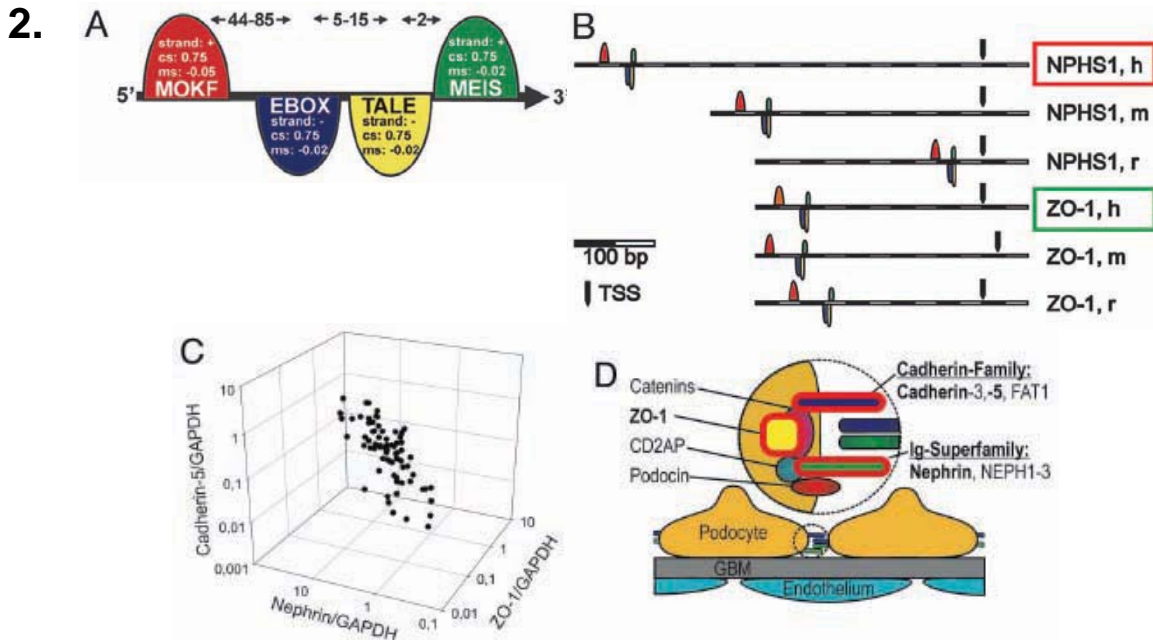 2.
A
44-85 5-15 2
strand: +
cs: 0.75
ms: -0.05
MOKF
strand: +
cs: 0.75
ms: -0.02
MEIS
5' 3'
EBOX
strand: -
cs: 0.75
ms: -0.02
TALE
strand: -
cs: 0.75
ms: -0.02
B
NPHS1, h
NPHS1, m
NPHS1, r
ZO-1, h
ZO-1, m
ZO-1, r
100 bp
TSS
C
Cadherin-5/GAPDH
10
1
0.1
0,01
0,001
Nephrin/GAPDH
10
1
0.1
ZO-1/GAPDH
10
1
0,1
0,01
D
Catenins
ZO-1
CD2AP
Podocin
Cadherin-Family:
Cadherin-3,-5, FAT1
Ig-Superfamily:
Nephrin, NEPH1-3
Podocyte
GBM
Endothelium